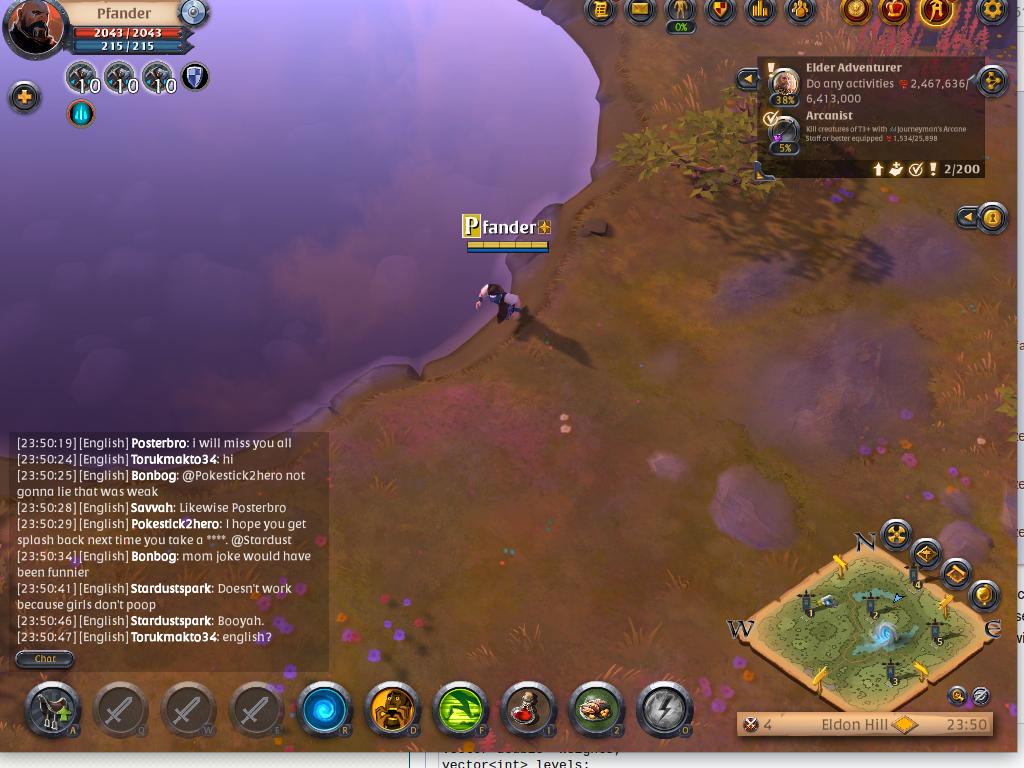 Pfander
2043 / 2043
215 / 215
10 10 10
0%
Elder Adventurer
Do any activities 2,467,636/
6,413,000
38%
Arcanist
Kill creatures of T3+ with Journeyman's Arcane
Staff or better equipped 1,534/25,898
5%
2/200
Pfander
[23:50:19] [English] Posterbro: i will miss you all
[23:50:24] [English] Torukmakto34: hi
[23:50:25] [English] Bonbog: @Pokestick2hero not
gonna lie that was weak
[23:50:28] [English] Savvah: Likewise Posterbro
[23:50:29] [English] Pokestick2hero: I hope you get
splash back next time you take a ****. @Stardust
[23:50:34] [English] Bonbog: mom joke would have
been funnier
[23:50:41] [English] Stardustspark: Doesn't work
because girls don't poop
[23:50:46] [English] Stardustspark: Booyah.
[23:50:47] [English] Torukmakto34: english?
Chat
N
W
E
4
1
2
5
3
A Q W E R D F 1 2 O
4 Eldon Hill 23:50
vector<int> levels;